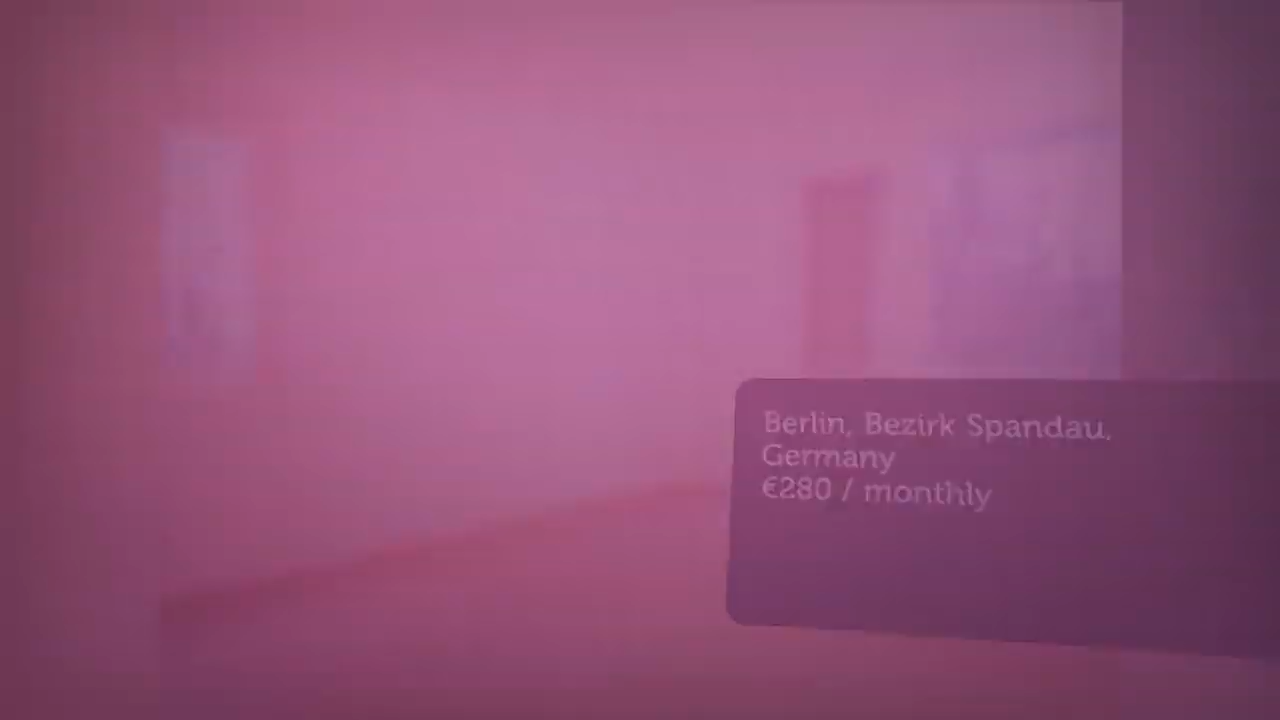 Berlin, Bezirk Spandau,
Germany
€280 / monthly